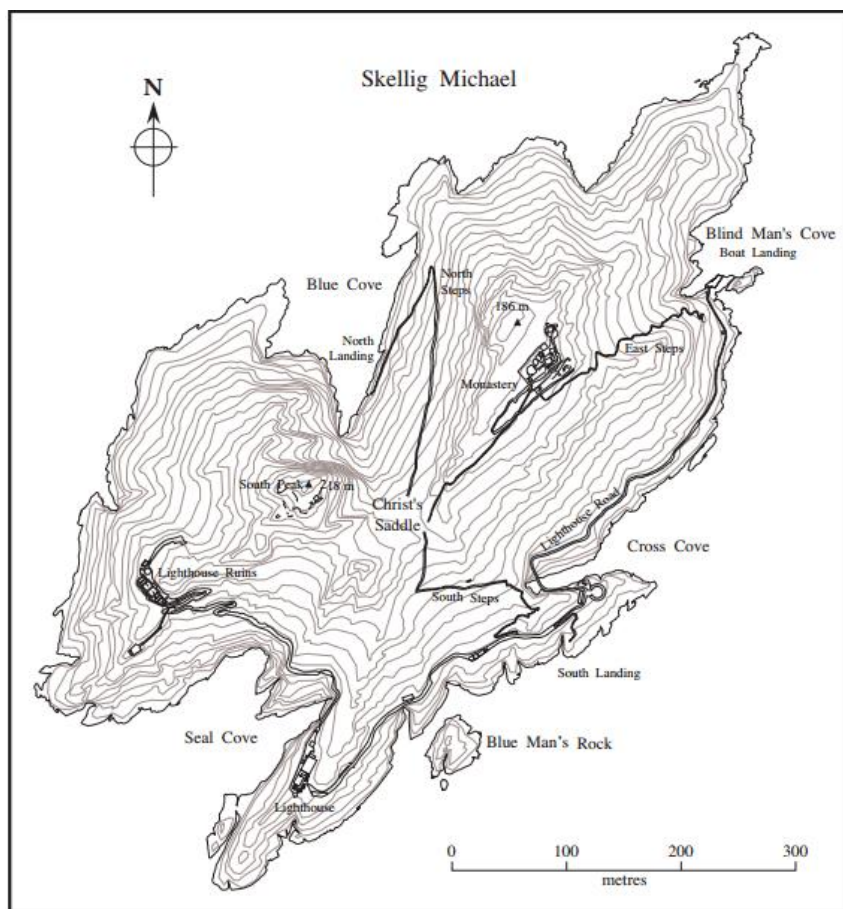 Skellig Michael
N
Blind Man's Cove
Boat Landing
North
Steps
Blue Cove
186 m
North
Landing
East Steps
Monastery
South Peak 218 m
Christ's
Saddle
Lighthouse Road
Cross Cove
Lighthouse Ruins
South Steps
South Landing
Seal Cove
Blue Man's Rock
Lighthouse
0 100 200 300
metres